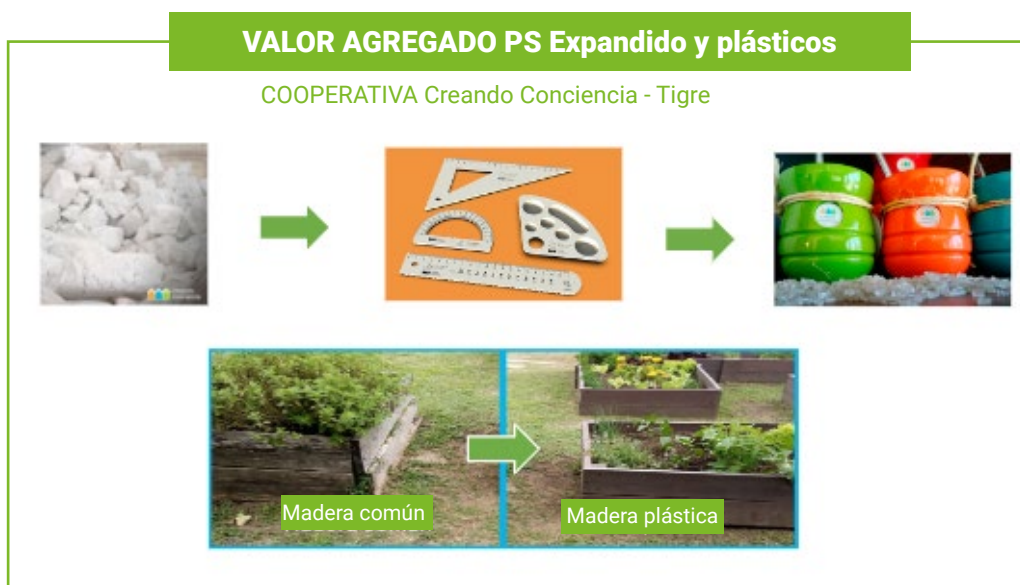 VALOR AGREGADO PS Expandido y plásticos
COOPERATIVA Creando Conciencia - Tigre
Madera común
Madera plástica